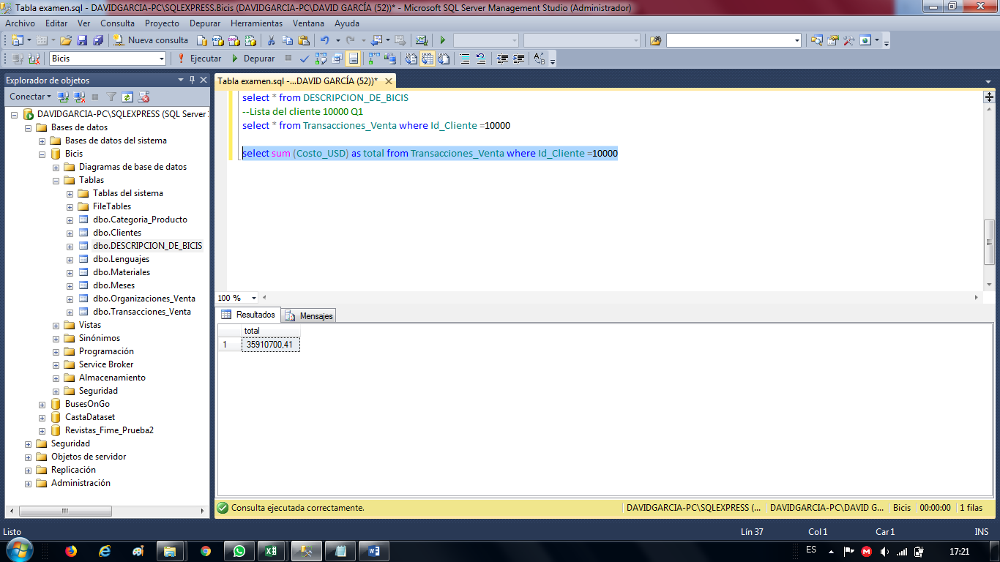 Tabla examen.sql - DAVIDGARCIA-PC\SQLEXPRESS.Bicis (DAVIDGARCIA-PC\DAVID GARCÍA (52))* - Microsoft SQL Server Management Studio (Administrador)
Archivo Editar Ver Consulta Proyecto Depurar Herramientas Ventana Ayuda
Nueva consulta
Bicis Ejecutar Depurar
Explorador de objetos
Conectar
DAVIDGARCIA-PC\SQLEXPRESS (SQL Server
Bases de datos
Bases de datos del sistema
Bicis
Diagramas de base de datos
Tablas
Tablas del sistema
FileTables
dbo.Categoria_Producto
dbo.Clientes
dbo.DESCRIPCION_DE_BICIS
dbo.Lenguajes
dbo.Materiales
dbo.Meses
dbo.Organizaciones_Venta
dbo.Transacciones_Venta
Vistas
Sinónimos
Programación
Service Broker
Almacenamiento
Seguridad
BusesOnGo
CastaDataset
Revistas_Fime_Prueba2
Seguridad
Objetos de servidor
Replicación
Administración
Tabla examen.sql -...DAVID GARCÍA (52))*
select * from DESCRIPCION_DE_BICIS
--Lista del cliente 10000 Q1
select * from Transacciones_Venta where Id_Cliente =10000
select sum (Costo_USD) as total from Transacciones_Venta where Id_Cliente =10000
100 %
Resultados Mensajes
total
1 35910700,41
Consulta ejecutada correctamente. DAVIDGARCIA-PC\SQLEXPRESS (... DAVIDGARCIA-PC\DAVID G... Bicis 00:00:00 1 filas
Listo Lín 37 Col 1 Car 1 INS
ES 17:21